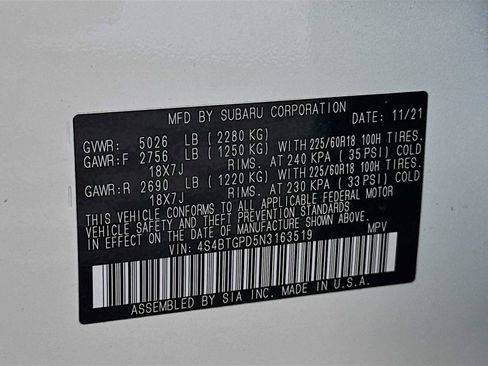 MFD BY SUBARU CORPORATION DATE: 11/21
GVWR: 5026 LB ( 2280 KG)
GAWR:F 2756 LB ( 1250 KG) WITH 225/60R18 100H TIRES.
18X7J RIMS. AT 240 KPA ( 35 PSI) COLD
GAWR:R 2690 LB ( 1220 KG) WITH 225/60R18 100H TIRES.
18X7J RIMS. AT 230 KPA ( 33 PSI) COLD
THIS VEHICLE CONFORMS TO ALL APPLICABLE FEDERAL MOTOR
VEHICLE SAFETY THEFT PREVENTION AND BUMPER STANDARDS
IN EFFECT ON THE DATE OF MANUFACTURE SHOWN ABOVE.
VIN: 4S4BTGPD5N3163519 MPV
ASSEMBLED BY SIA INC. MADE IN U.S.A.